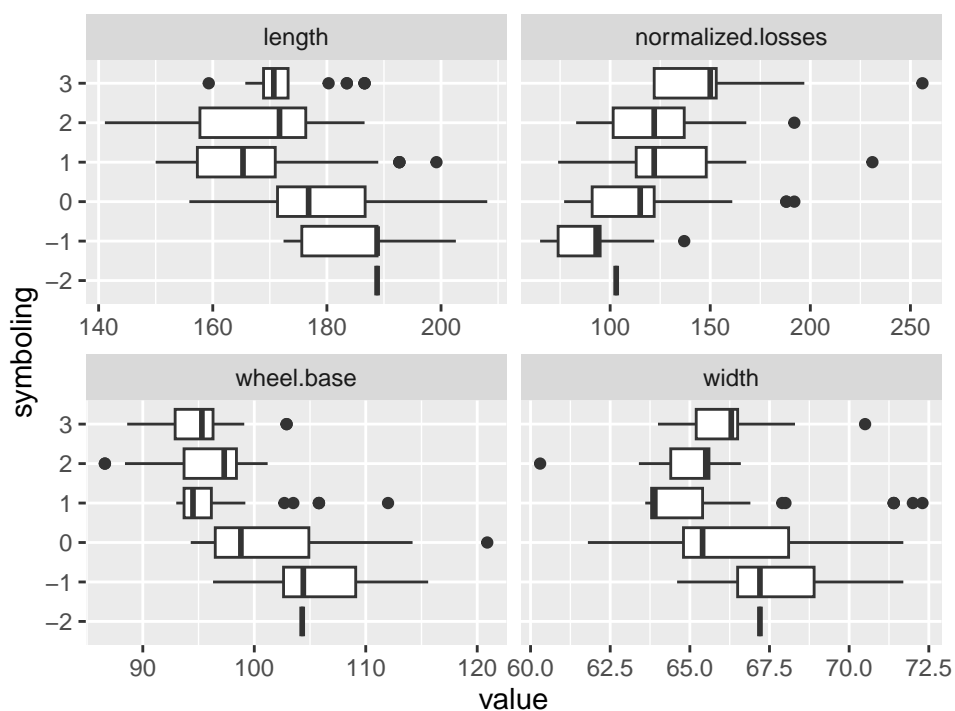 length
normalized.losses
3
2
1
0
−1
−2
140 160 180 200
100 150 200 250
wheel.base
width
3
2
1
0
−1
−2
90 100 110 120
60.0 62.5 65.0 67.5 70.0 72.5
symboling
value